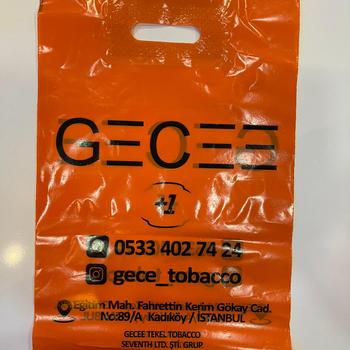 GECEE
+1
0533 402 74 24
gece_tobacco
Eğitim Mah. Fahrettin Kerim Gökay Cad.
No:89/A Kadıköy / İSTANBUL
GECEE TEKEL TOBACCO
SEVENTH LTD. ŞTİ. GRUP